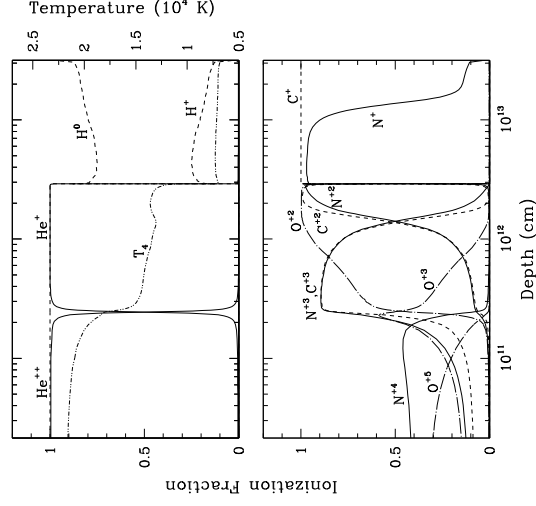 Temperature (10⁴ K)
2.5
2
1.5
1
0.5
He⁺⁺
He⁺
H⁰
H⁺
T₄
1
0.5
0
C⁺
N⁺
O⁺²
C⁺²
N⁺²
N⁺³,C⁺³
O⁺³
N⁺⁴
O⁺⁵
1
0.5
0
10¹¹
10¹²
10¹³
Depth (cm)
Ionization Fraction